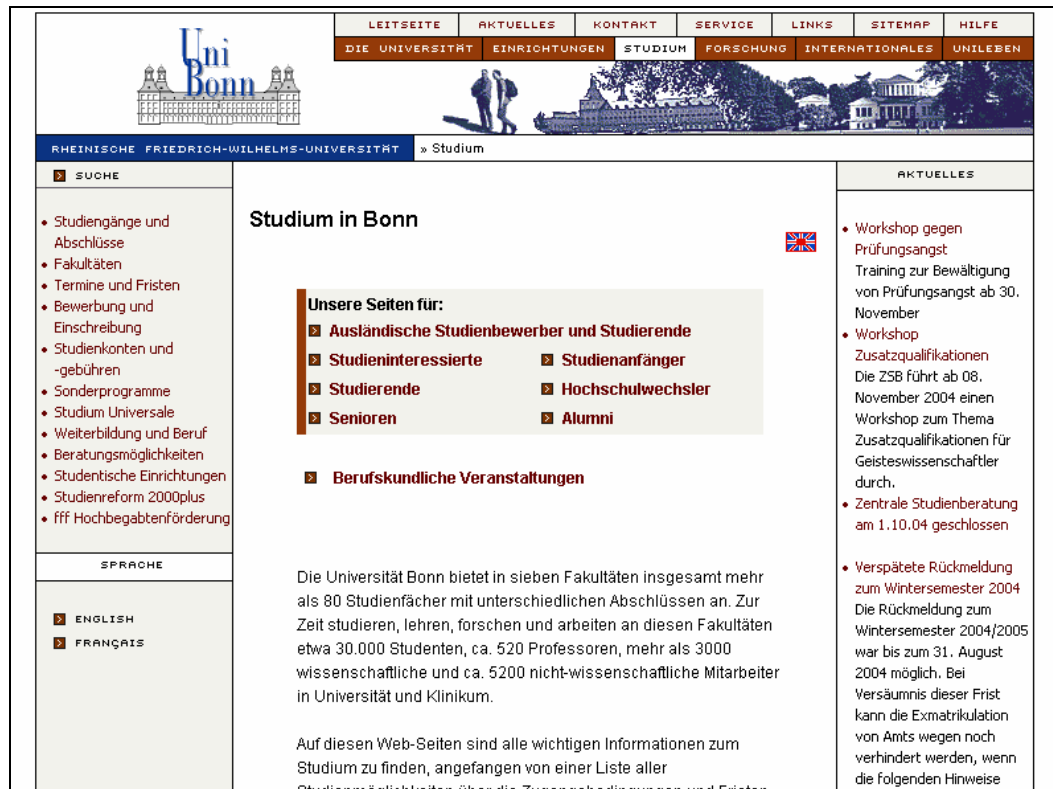 Uni
Bonn
LEITSEITE AKTUELLES KONTAKT SERVICE LINKS SITEMAP HILFE
DIE UNIVERSITÄT EINRICHTUNGEN STUDIUM FORSCHUNG INTERNATIONALES UNILEBEN
RHEINISCHE FRIEDRICH-WILHELMS-UNIVERSITÄT » Studium
SUCHE
• Studiengänge und
Abschlüsse
• Fakultäten
• Termine und Fristen
• Bewerbung und
Einschreibung
• Studienkonten und
-gebühren
• Sonderprogramme
• Studium Universale
• Weiterbildung und Beruf
• Beratungsmöglichkeiten
• Studentische Einrichtungen
• Studienreform 2000plus
• fff Hochbegabtenförderung
SPRACHE
ENGLISH
FRANÇAIS
Studium in Bonn
Unsere Seiten für:
Ausländische Studienbewerber und Studierende
Studieninteressierte Studienanfänger
Studierende Hochschulwechsler
Senioren Alumni
Berufskundliche Veranstaltungen
Die Universität Bonn bietet in sieben Fakultäten insgesamt mehr
als 80 Studienfächer mit unterschiedlichen Abschlüssen an. Zur
Zeit studieren, lehren, forschen und arbeiten an diesen Fakultäten
etwa 30.000 Studenten, ca. 520 Professoren, mehr als 3000
wissenschaftliche und ca. 5200 nicht-wissenschaftliche Mitarbeiter
in Universität und Klinikum.
Auf diesen Web-Seiten sind alle wichtigen Informationen zum
Studium zu finden, angefangen von einer Liste aller
Studienmöglichkeiten über die Zugangsbedingungen und Fristen
AKTUELLES
• Workshop gegen
Prüfungsangst
Training zur Bewältigung
von Prüfungsangst ab 30.
November
• Workshop
Zusatzqualifikationen
Die ZSB führt ab 08.
November 2004 einen
Workshop zum Thema
Zusatzqualifikationen für
Geisteswissenschaftler
durch.
• Zentrale Studienberatung
am 1.10.04 geschlossen
• Verspätete Rückmeldung
zum Wintersemester 2004
Die Rückmeldung zum
Wintersemester 2004/2005
war bis zum 31. August
2004 möglich. Bei
Versäumnis dieser Frist
kann die Exmatrikulation
von Amts wegen noch
verhindert werden, wenn
die folgenden Hinweise